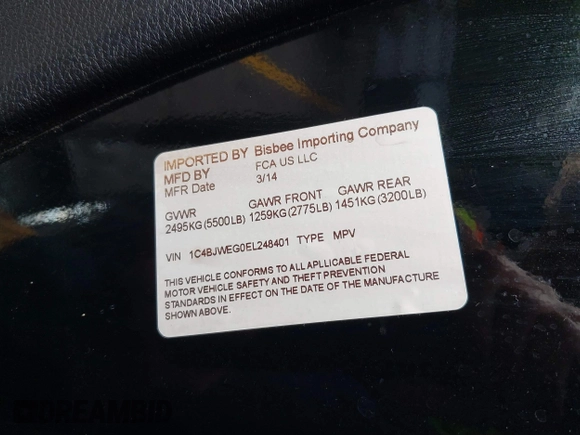 IMPORTED BY Bisbee Importing Company
MFD BY FCA US LLC
MFR Date 3/14
GVWR GAWR FRONT GAWR REAR
2495KG (5500LB) 1259KG (2775LB) 1451KG (3200LB)
VIN 1C4BJWEG0EL248401 TYPE MPV
THIS VEHICLE CONFORMS TO ALL APLLICABLE FEDERAL
MOTOR VEHICLE SAFETY AND THEFT PREVENTION
STANDARDS IN EFFECT ON THE DATE OF THE MANUFACTURE
SHOWN ABOVE.
DREAMBID